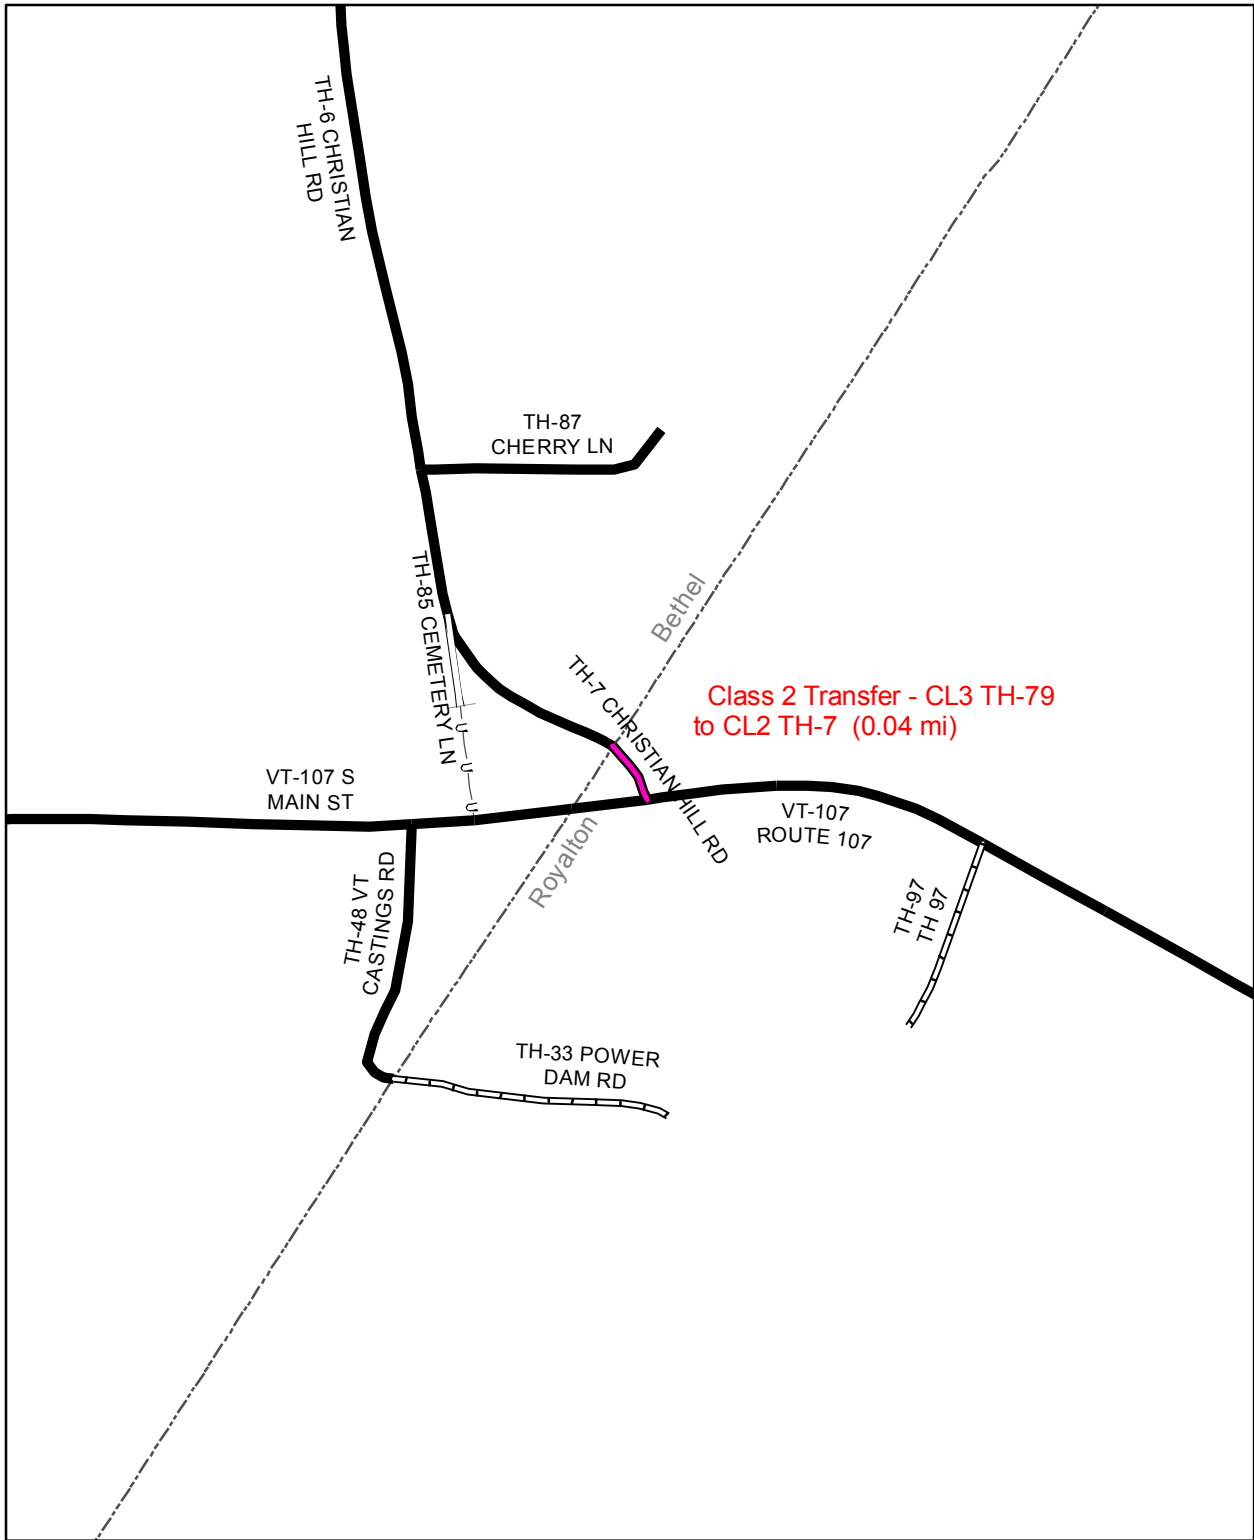 TH-6 CHRISTIAN
HILL RD
TH-87
CHERRY LN
TH-85 CEMETERY LN
Bethel
TH-7 CHRISTIAN HILL RD
Class 2 Transfer - CL3 TH-79
to CL2 TH-7 (0.04 mi)
U
U
U
VT-107 S
MAIN ST
VT-107
ROUTE 107
Royalton
TH-48 VT
CASTINGS RD
TH-97
TH 97
TH-33 POWER
DAM RD